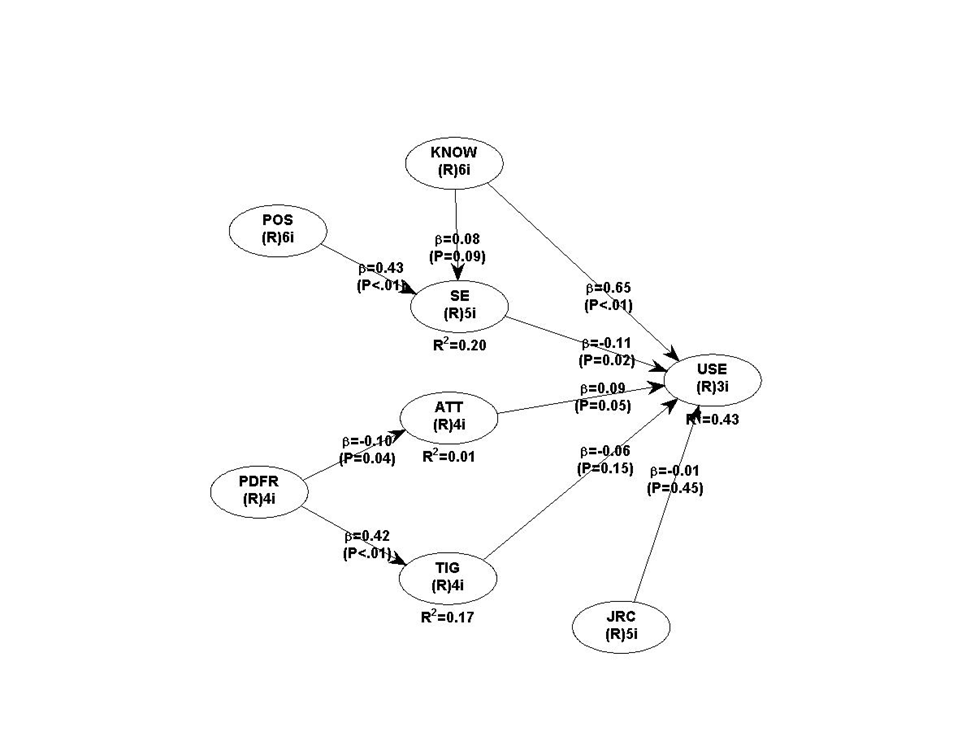 KNOW
(R)6i
POS
(R)6i
β=0.08
(P=0.09)
β=0.43
(P<.01)
SE
(R)5i
R²=0.20
β=0.65
(P<.01)
β=-0.11
(P=0.02)
USE
(R)3i
R²=0.43
β=0.09
(P=0.05)
ATT
(R)4i
R²=0.01
β=-0.10
(P=0.04)
β=-0.06
(P=0.15)
β=-0.01
(P=0.45)
PDFR
(R)4i
β=0.42
(P<.01)
TIG
(R)4i
R²=0.17
JRC
(R)5i